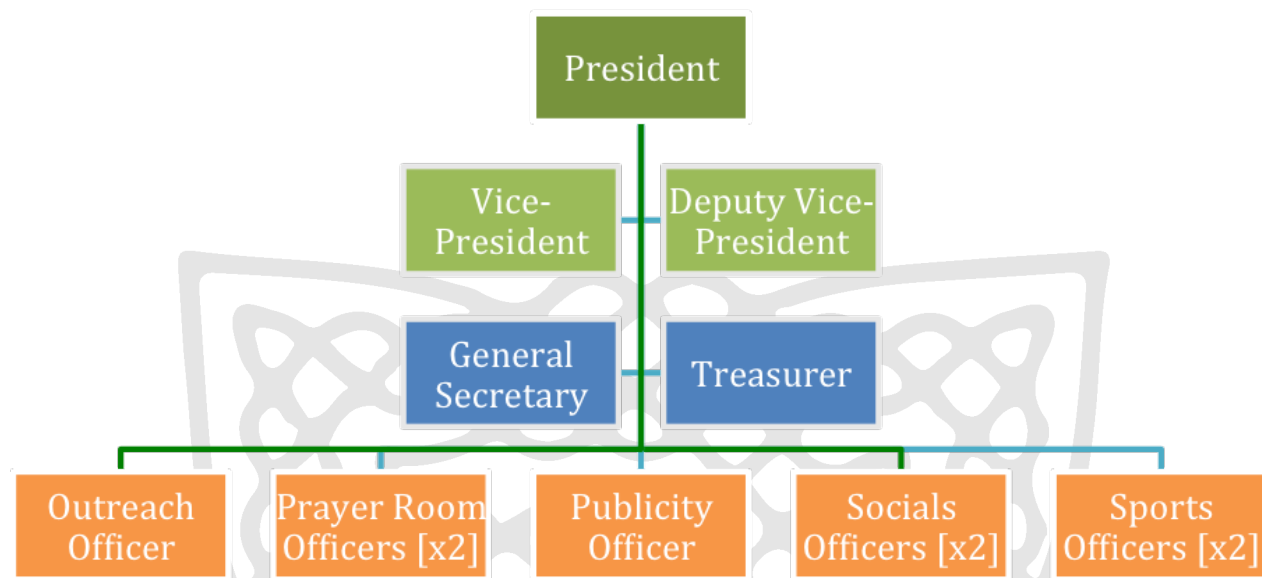 President
Vice-
President
Deputy Vice-
President
General
Secretary
Treasurer
Outreach
Officer
Prayer Room
Officers [x2]
Publicity
Officer
Socials
Officers [x2]
Sports
Officers [x2]